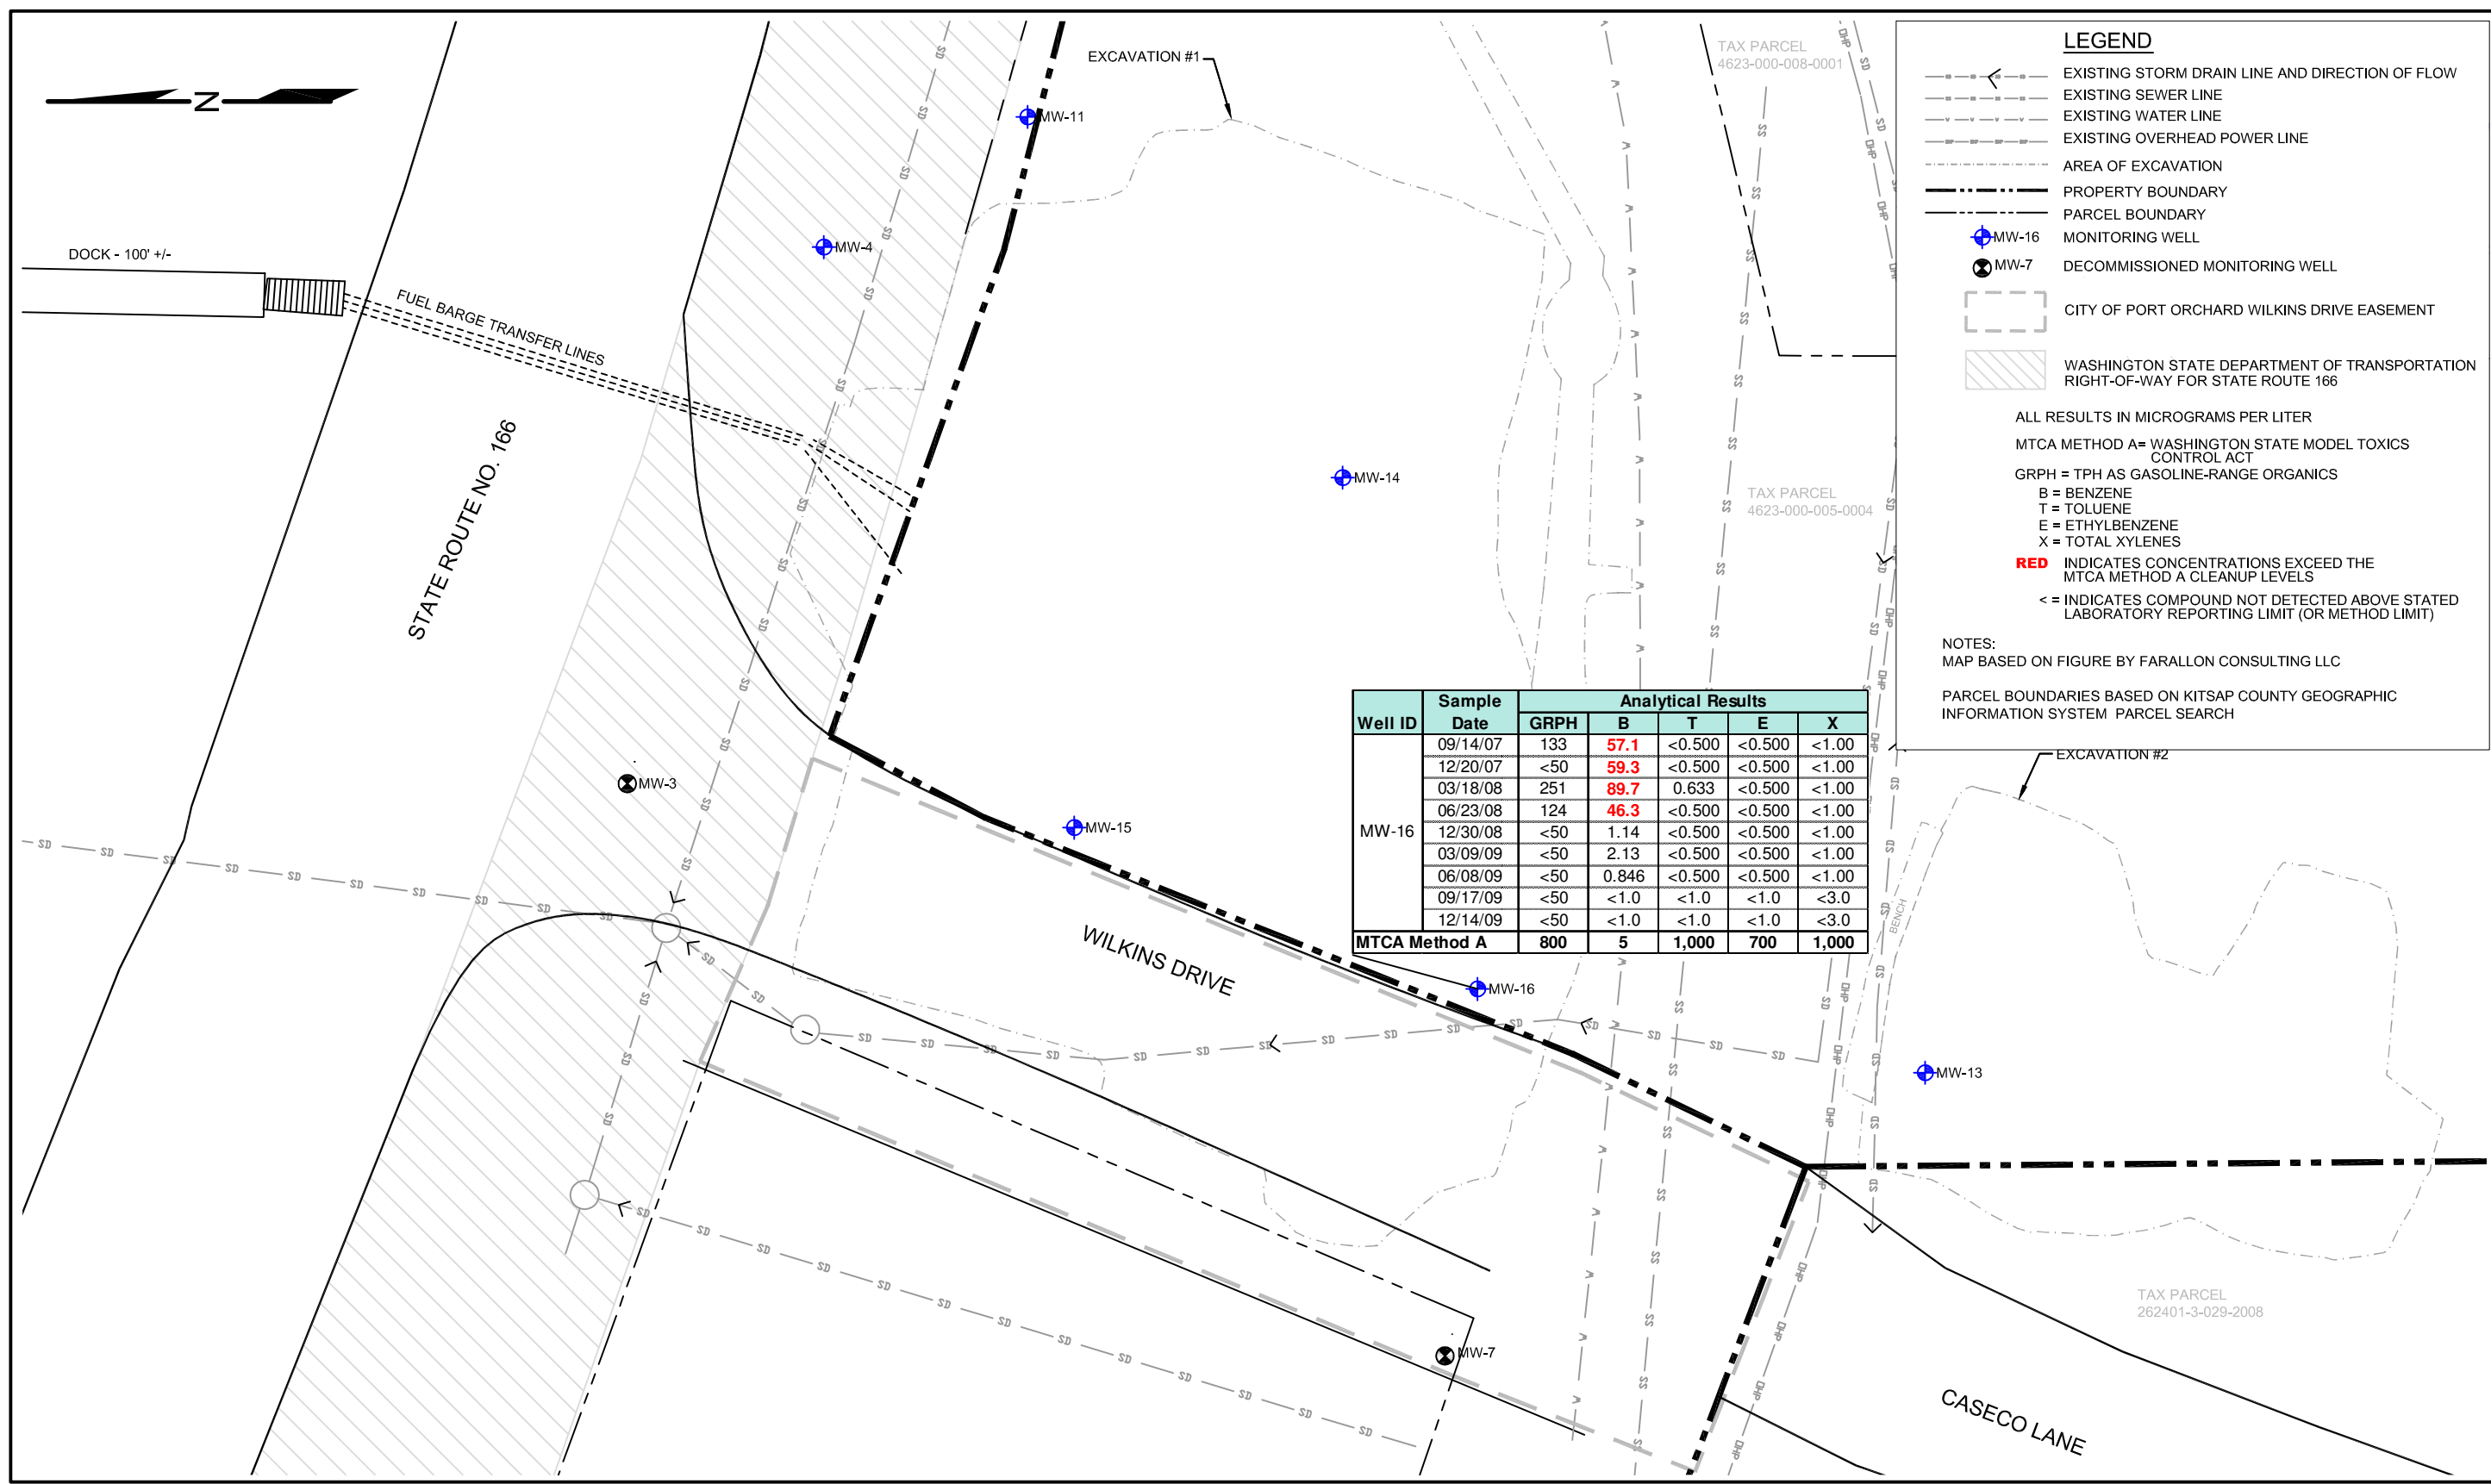 EXCAVATION #1
TAX PARCEL
4623-000-008-0001
N
MW-11
MW-4
DOCK - 100' +/-
FUEL BARGE TRANSFER LINES
STATE ROUTE NO. 166
MW-14
TAX PARCEL
4623-000-005-0004
LEGEND
EXISTING STORM DRAIN LINE AND DIRECTION OF FLOW
EXISTING SEWER LINE
EXISTING WATER LINE
EXISTING OVERHEAD POWER LINE
AREA OF EXCAVATION
PROPERTY BOUNDARY
PARCEL BOUNDARY
MW-16 MONITORING WELL
MW-7 DECOMMISSIONED MONITORING WELL
CITY OF PORT ORCHARD WILKINS DRIVE EASEMENT
WASHINGTON STATE DEPARTMENT OF TRANSPORTATION
RIGHT-OF-WAY FOR STATE ROUTE 166
ALL RESULTS IN MICROGRAMS PER LITER
MTCA METHOD A= WASHINGTON STATE MODEL TOXICS
CONTROL ACT
GRPH = TPH AS GASOLINE-RANGE ORGANICS
B = BENZENE
T = TOLUENE
E = ETHYLBENZENE
X = TOTAL XYLENES
RED INDICATES CONCENTRATIONS EXCEED THE
MTCA METHOD A CLEANUP LEVELS
< = INDICATES COMPOUND NOT DETECTED ABOVE STATED
LABORATORY REPORTING LIMIT (OR METHOD LIMIT)
NOTES:
MAP BASED ON FIGURE BY FARALLON CONSULTING LLC
PARCEL BOUNDARIES BASED ON KITSAP COUNTY GEOGRAPHIC
INFORMATION SYSTEM PARCEL SEARCH
Well ID Sample Date Analytical Results
GRPH B T E X
MW-16
09/14/07 133 57.1 <0.500 <0.500 <1.00
12/20/07 <50 59.3 <0.500 <0.500 <1.00
03/18/08 251 89.7 0.633 <0.500 <1.00
06/23/08 124 46.3 <0.500 <0.500 <1.00
12/30/08 <50 1.14 <0.500 <0.500 <1.00
03/09/09 <50 2.13 <0.500 <0.500 <1.00
06/08/09 <50 0.846 <0.500 <0.500 <1.00
09/17/09 <50 <1.0 <1.0 <1.0 <3.0
12/14/09 <50 <1.0 <1.0 <1.0 <3.0
MTCA Method A 800 5 1,000 700 1,000
EXCAVATION #2
MW-3
MW-15
BENCH
WILKINS DRIVE
MW-16
MW-13
MW-7
TAX PARCEL
262401-3-029-2008
CASECO LANE
SD
SS
OHP